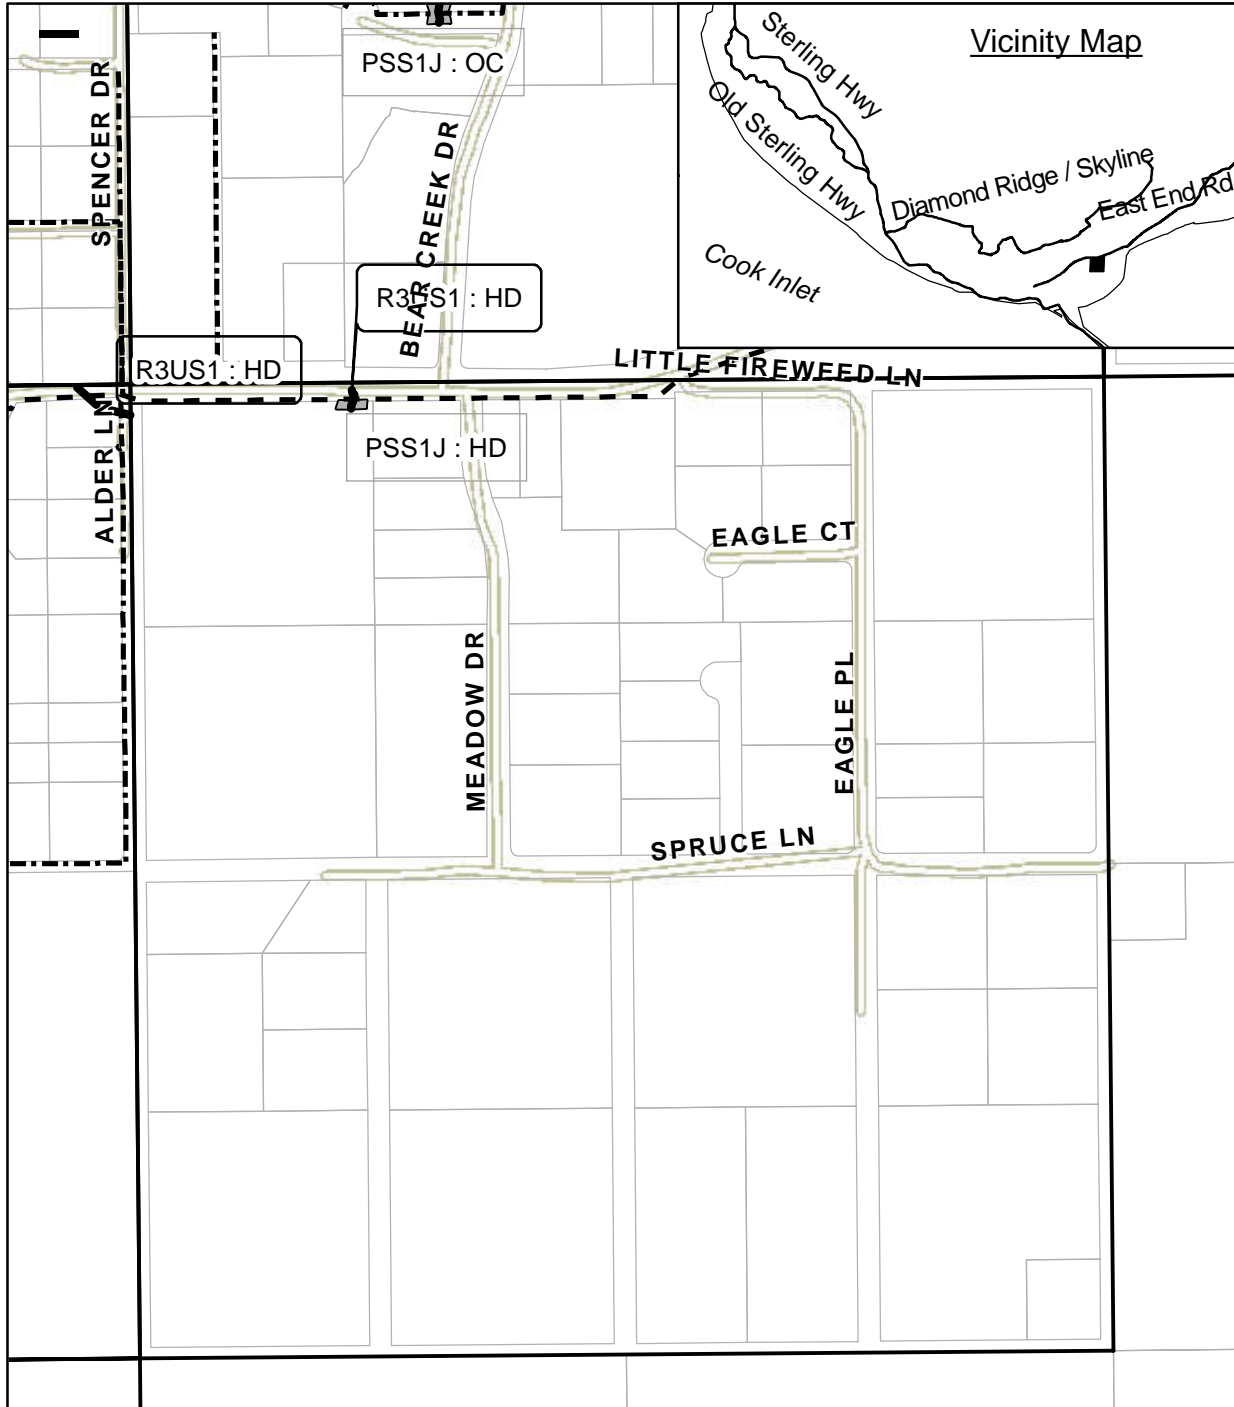 Vicinity Map
Sterling Hwy
Old Sterling Hwy
Diamond Ridge / Skyline
East End Rd
Cook Inlet
PSS1J : OC
SPENCER DR
BEAR CREEK DR
R3US1 : HD
R3US1 : HD
LITTLE FIREWEED LN
PSS1J : HD
ALDER LN
EAGLE CT
MEADOW DR
EAGLE PL
SPRUCE LN